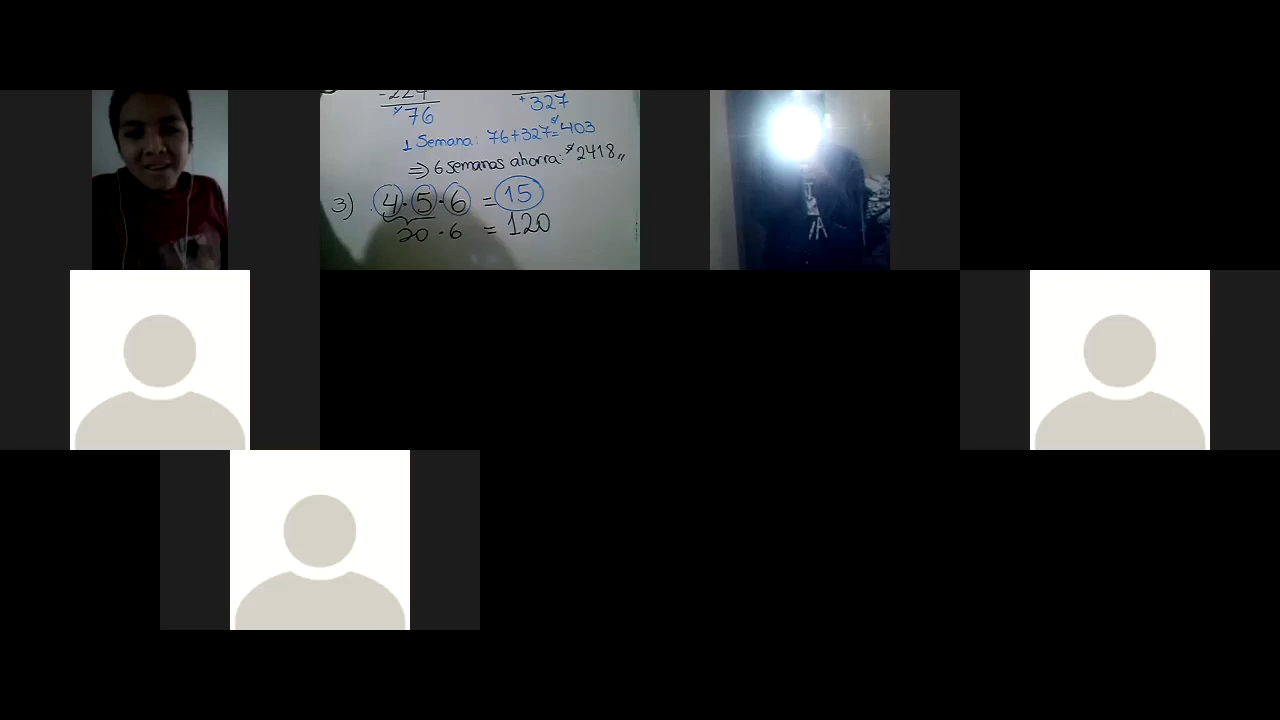 -227
+327
$76
1 Semana: 76+327=$403
⇒ 6 semanas ahorra: $2418,,
3) 4·5·6 = 15
20 · 6 = 120